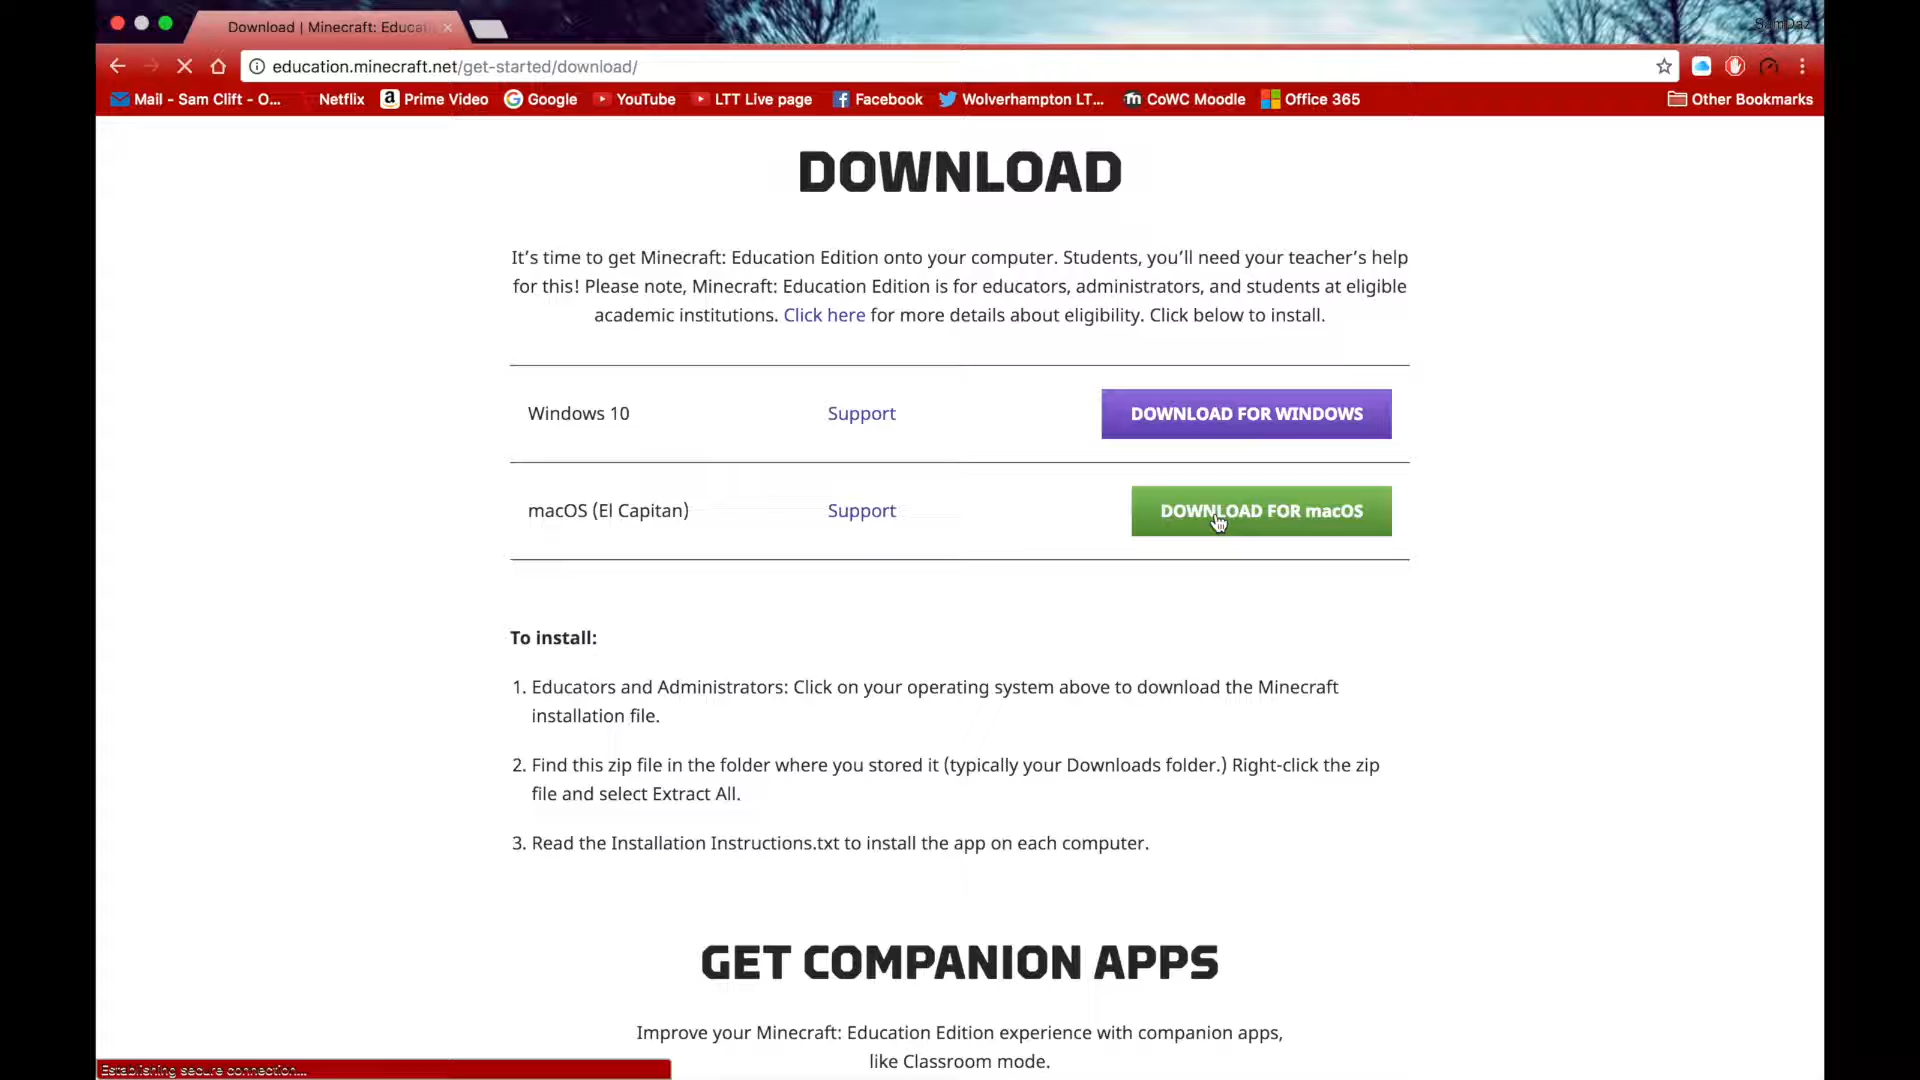 SamDaz
Download | Minecraft: Educati
education.minecraft.net/get-started/download/
Mail - Sam Clift - O... Netflix Prime Video Google YouTube LTT Live page Facebook Wolverhampton LT... CoWC Moodle Office 365 Other Bookmarks
DOWNLOAD
It’s time to get Minecraft: Education Edition onto your computer. Students, you’ll need your teacher’s help
for this! Please note, Minecraft: Education Edition is for educators, administrators, and students at eligible
academic institutions. Click here for more details about eligibility. Click below to install.
Windows 10 Support DOWNLOAD FOR WINDOWS
macOS (El Capitan) Support DOWNLOAD FOR macOS
To install:
1. Educators and Administrators: Click on your operating system above to download the Minecraft
installation file.
2. Find this zip file in the folder where you stored it (typically your Downloads folder.) Right-click the zip
file and select Extract All.
3. Read the Installation Instructions.txt to install the app on each computer.
GET COMPANION APPS
Improve your Minecraft: Education Edition experience with companion apps,
like Classroom mode.
Establishing secure connection...